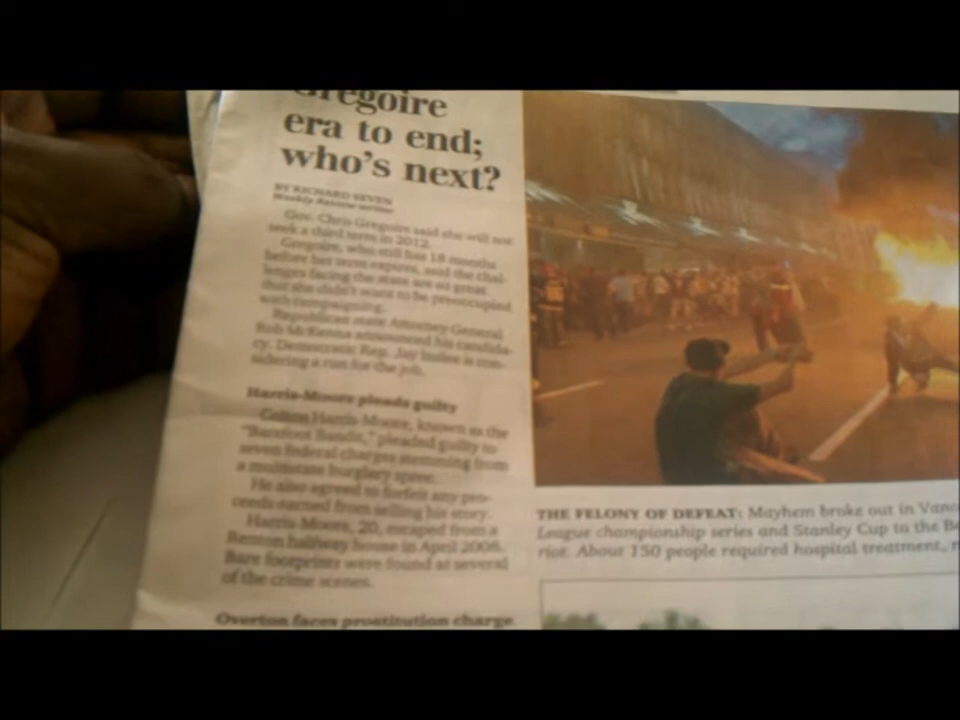 Gregoire
era to end;
who's next?
BY RICHARD SEVEN
Weekly Review writer
Gov. Chris Gregoire said she will not
seek a third term in 2012.
Gregoire, who still has 18 months
before her term expires, said the chal-
lenges facing the state are so great
that she didn't want to be preoccupied
with campaigning.
Republican state Attorney General
Rob McKenna announced his candida-
cy. Democratic Rep. Jay Inslee is con-
sidering a run for the job.
Harris-Moore pleads guilty
Colton Harris-Moore, known as the
"Barefoot Bandit," pleaded guilty to
seven federal charges stemming from
a multistate burglary spree.
He also agreed to forfeit any pro-
ceeds earned from selling his story.
Harris-Moore, 20, escaped from a
Renton halfway house in April 2008.
Bare footprints were found at several
of the crime scenes.
Overton faces prostitution charge
THE FELONY OF DEFEAT: Mayhem broke out in Vanc
League championship series and Stanley Cup to the Bo
riot. About 150 people required hospital treatment,